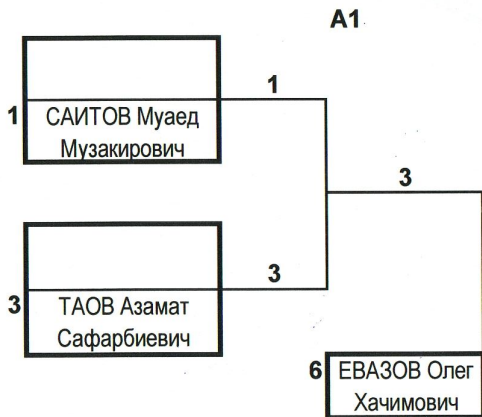 A1
1
1 САИТОВ Муаед
Музакирович
3
3
3 ТАОВ Азамат
Сафарбиевич
6 ЕВАЗОВ Олег
Хачимович